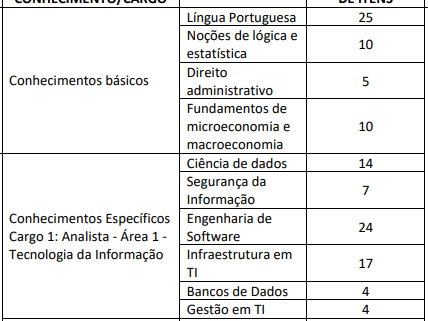 CONHECIMENTO/CARGO
DE ITENS
Conhecimentos básicos
Língua Portuguesa 25
Noções de lógica e
estatística
10
Direito
administrativo
5
Fundamentos de
microeconomia e
macroeconomia
10
Conhecimentos Específicos
Cargo 1: Analista - Área 1 -
Tecnologia da Informação
Ciência de dados 14
Segurança da
Informação
7
Engenharia de
Software
24
Infraestrutura em
TI
17
Bancos de Dados 4
Gestão em TI 4